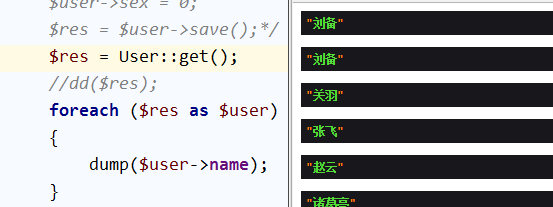 $user->sex = 0;
$res = $user->save();*/
$res = User::get();
//dd($res);
foreach ($res as $user)
{
dump($user->name);
}
"刘备"
"刘备"
"关羽"
"张飞"
"赵云"
"诸葛亮"